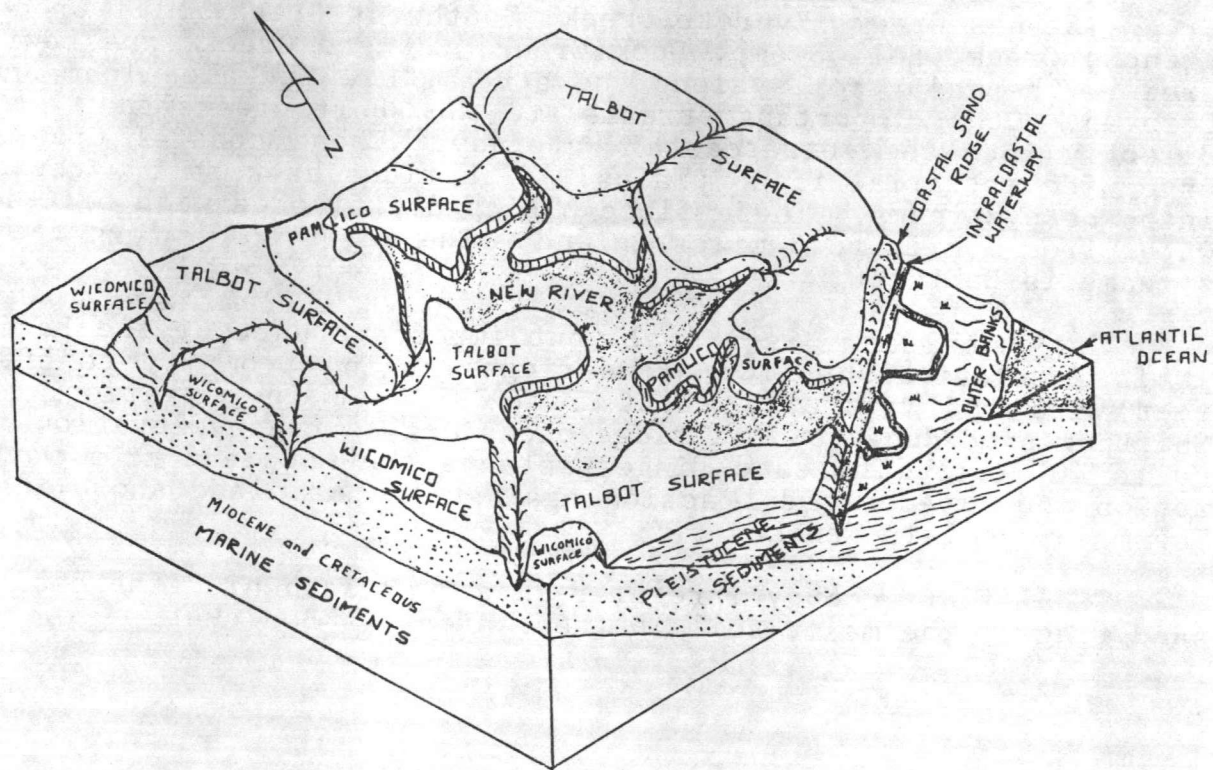 N
TALBOT
SURFACE
COASTAL SAND
RIDGE
INTRACOASTAL
WATERWAY
PAMLICO SURFACE
WICOMICO
SURFACE
TALBOT SURFACE
NEW RIVER
TALBOT
SURFACE
PAMLICO
SURFACE
OUTER BANKS
ATLANTIC
OCEAN
WICOMICO
SURFACE
WICOMICO
SURFACE
TALBOT SURFACE
WICOMICO
SURFACE
PLEISTOCENE
SEDIMENTS
MIOCENE and CRETACEOUS
MARINE SEDIMENTS